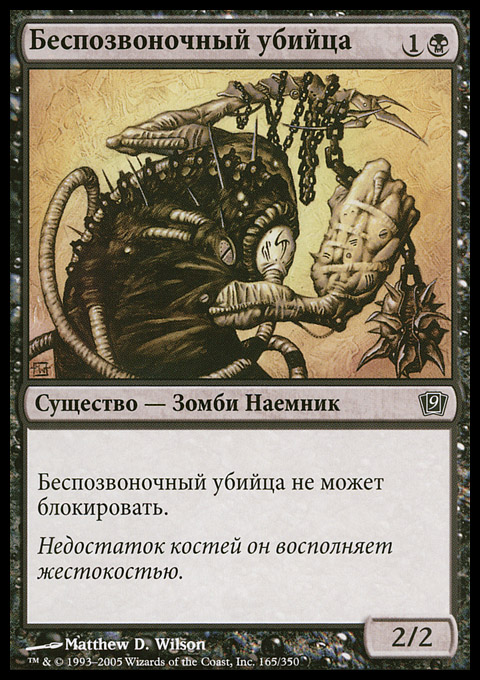 Беспозвоночный убийца
1
Существо — Зомби Наемник
9
Беспозвоночный убийца не может
блокировать.
Недостаток костей он восполняет
жестокостью.
2/2
Matthew D. Wilson
™ & © 1993–2005 Wizards of the Coast, Inc. 165/350